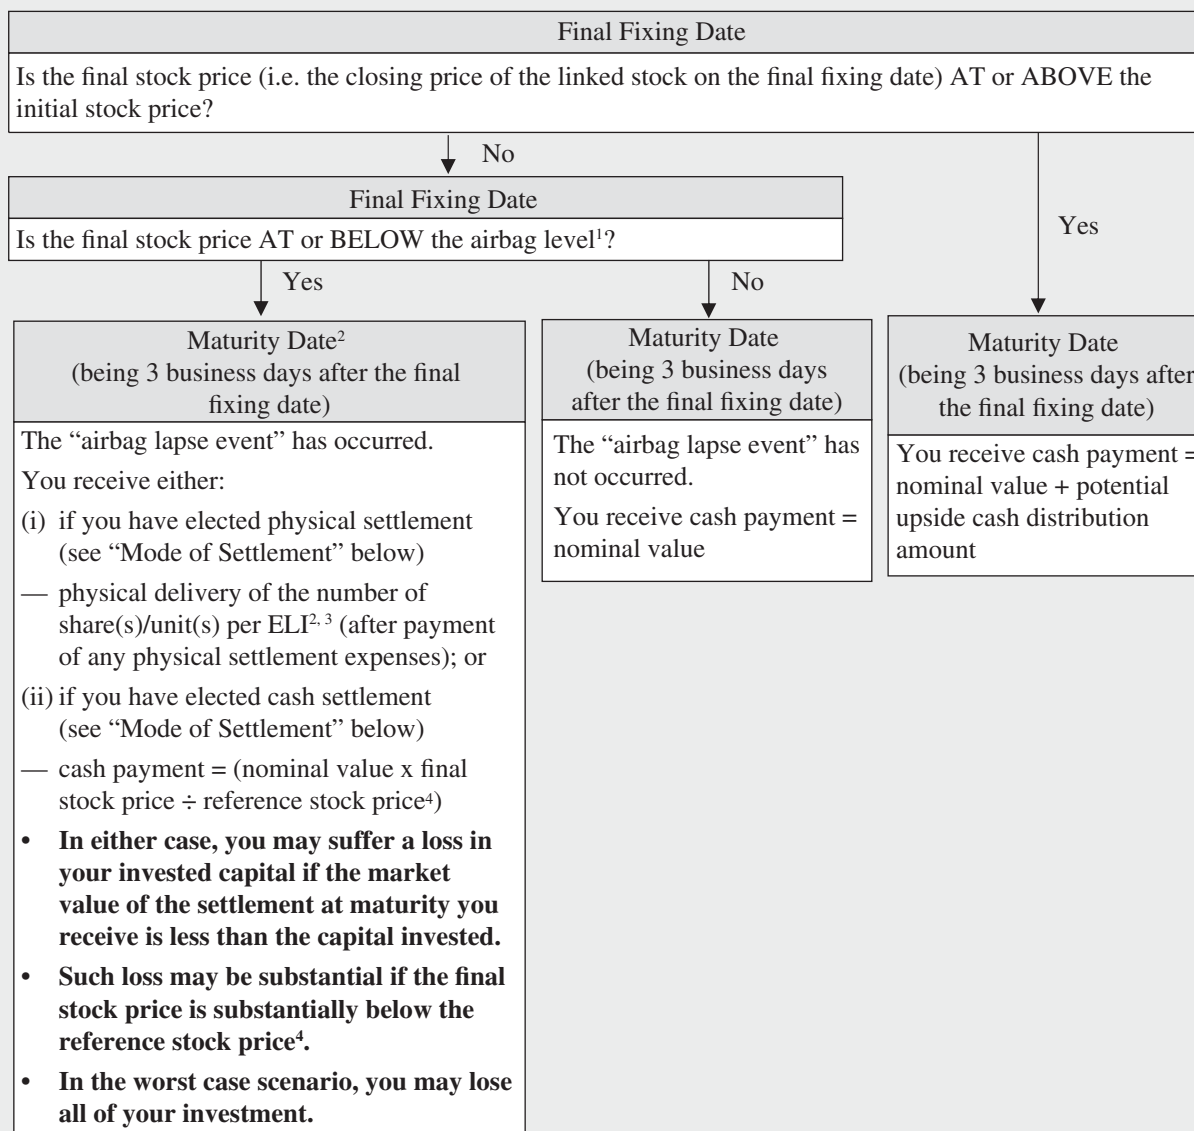 Final Fixing Date
Is the final stock price (i.e. the closing price of the linked stock on the final fixing date) AT or ABOVE the
initial stock price?
No
Yes
Final Fixing Date
Is the final stock price AT or BELOW the airbag level¹?
Yes
No
Maturity Date²
(being 3 business days after the final
fixing date)
The “airbag lapse event” has occurred.
You receive either:
(i) if you have elected physical settlement
(see “Mode of Settlement” below)
— physical delivery of the number of
share(s)/unit(s) per ELI²,³ (after payment
of any physical settlement expenses); or
(ii) if you have elected cash settlement
(see “Mode of Settlement” below)
— cash payment = (nominal value x final
stock price ÷ reference stock price⁴)
• In either case, you may suffer a loss in
your invested capital if the market
value of the settlement at maturity you
receive is less than the capital invested.
• Such loss may be substantial if the final
stock price is substantially below the
reference stock price⁴.
• In the worst case scenario, you may lose
all of your investment.
Maturity Date
(being 3 business days
after the final fixing date)
The “airbag lapse event” has
not occurred.
You receive cash payment =
nominal value
Maturity Date
(being 3 business days after
the final fixing date)
You receive cash payment =
nominal value + potential
upside cash distribution
amount